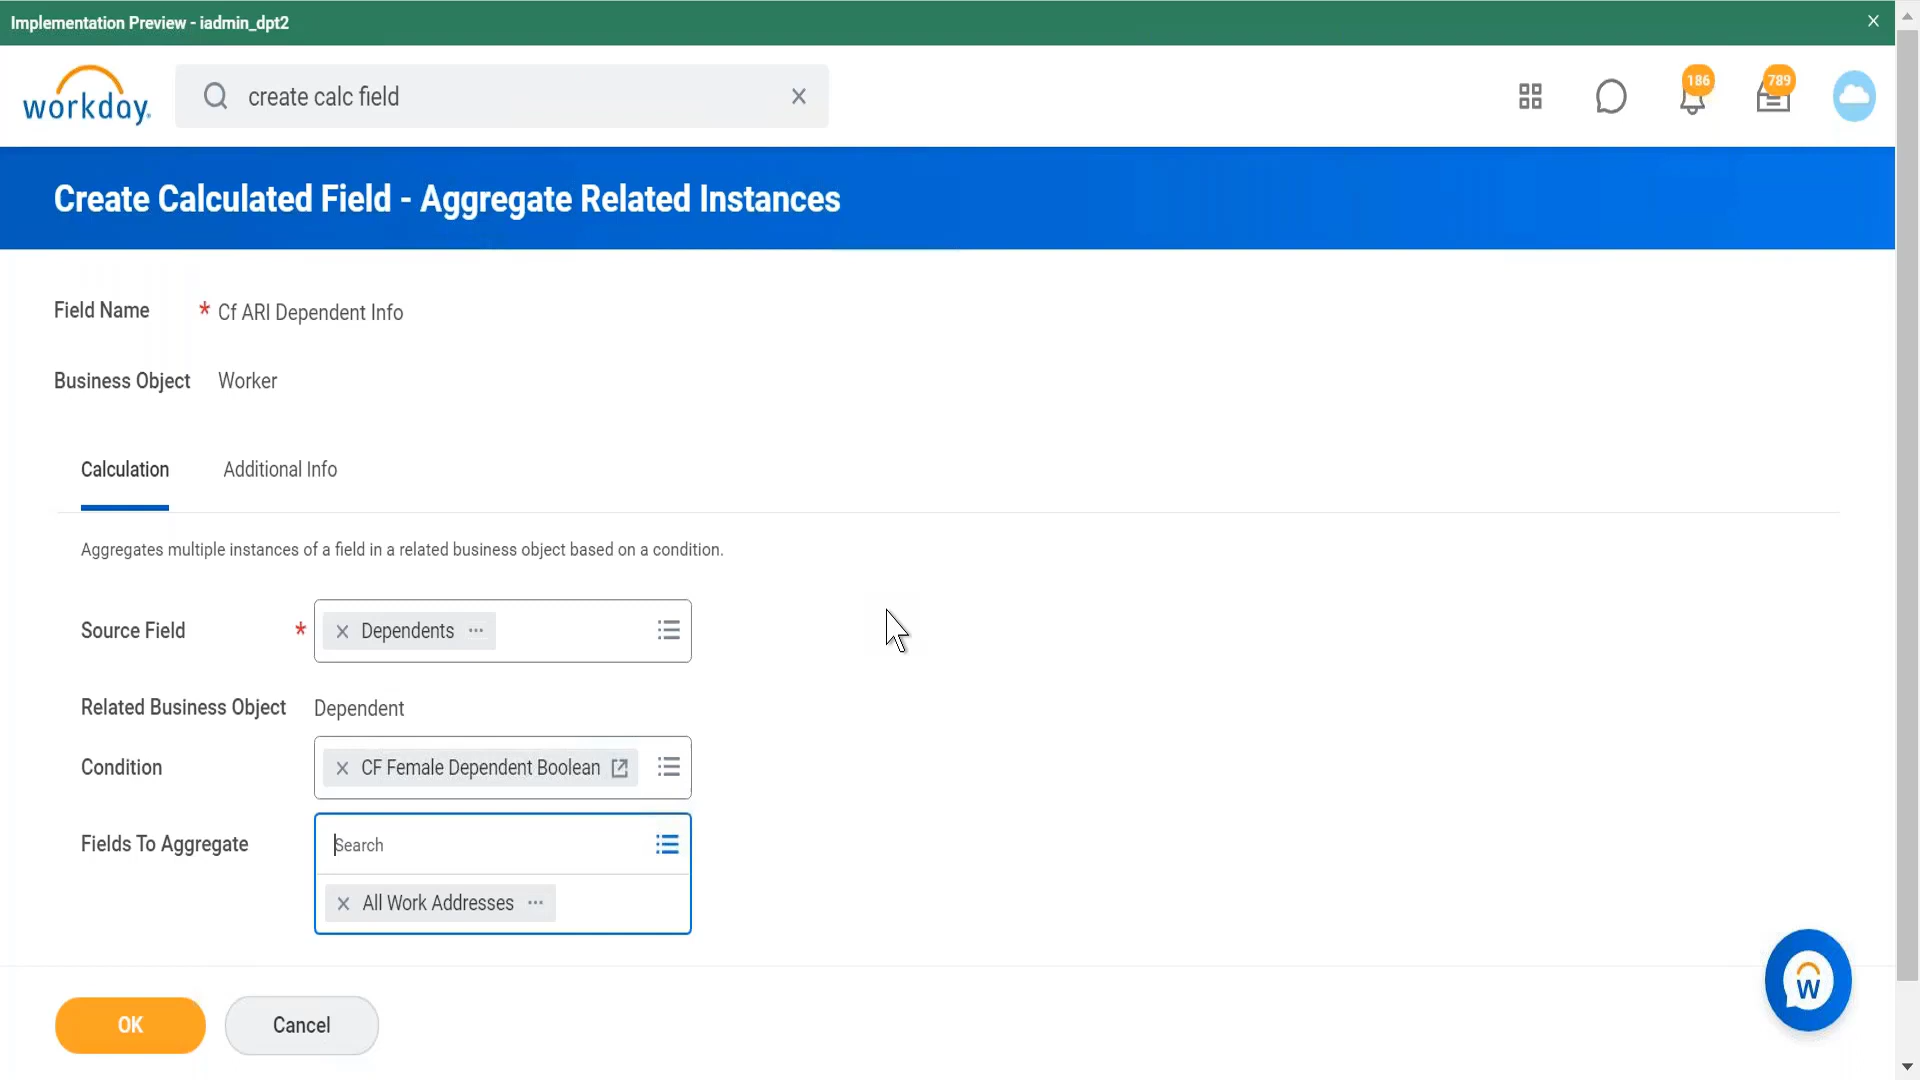 Implementation Preview - iadmin_dpt2
workday.
create calc field
186
789
Create Calculated Field - Aggregate Related Instances
Field Name * Cf ARI Dependent Info
Business Object Worker
Calculation Additional Info
Aggregates multiple instances of a field in a related business object based on a condition.
Source Field * Dependents
Related Business Object Dependent
Condition CF Female Dependent Boolean
Fields To Aggregate Search
All Work Addresses
W
OK Cancel